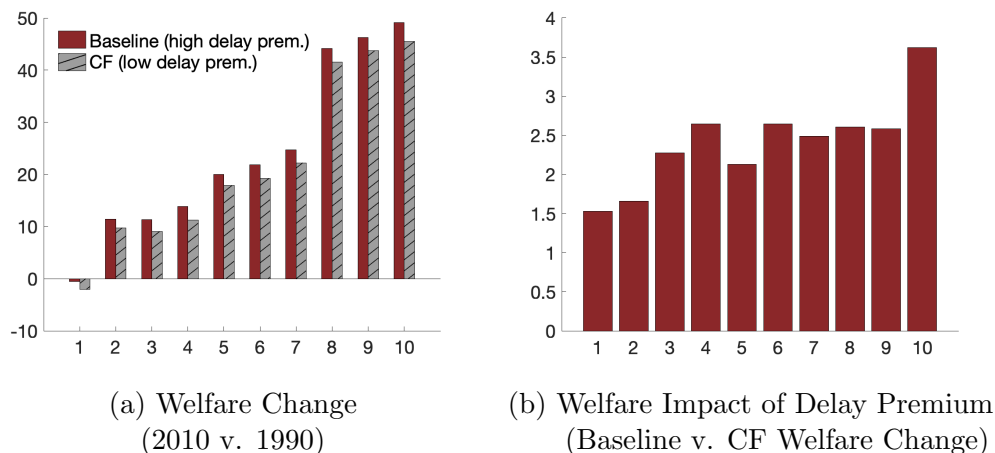 50
40
30
20
10
0
-10
Baseline (high delay prem.)
CF (low delay prem.)
1 2 3 4 5 6 7 8 9 10
(a) Welfare Change
(2010 v. 1990)
4
3.5
3
2.5
2
1.5
1
0.5
0
1 2 3 4 5 6 7 8 9 10
(b) Welfare Impact of Delay Premium
(Baseline v. CF Welfare Change)